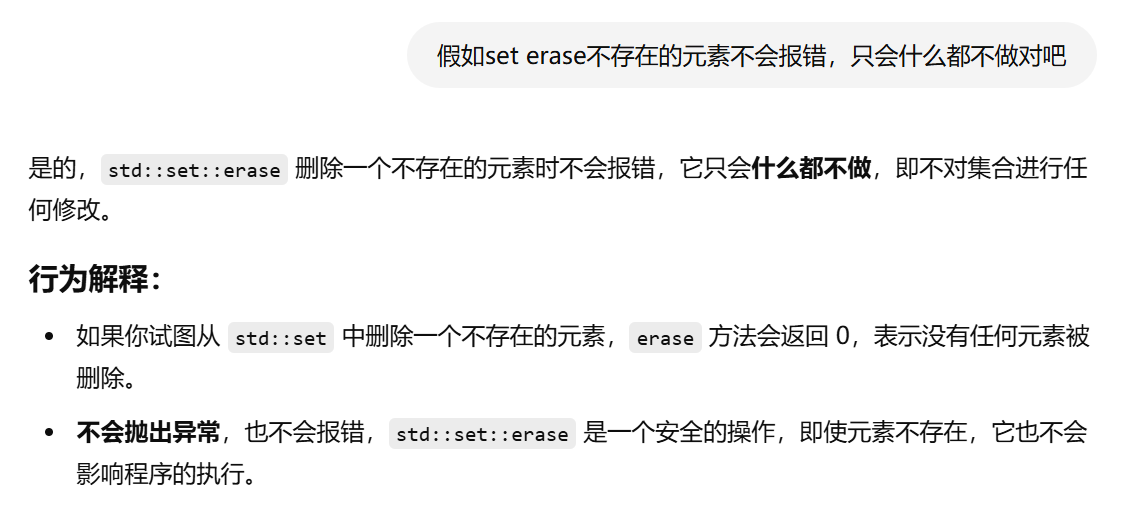 假如set erase不存在的元素不会报错，只会什么都不做对吧
是的，std::set::erase 删除一个不存在的元素时不会报错，它只会什么都不做，即不对集合进行任
何修改。
行为解释：
如果你试图从 std::set 中删除一个不存在的元素，erase 方法会返回 0，表示没有任何元素被
删除。
不会抛出异常，也不会报错，std::set::erase 是一个安全的操作，即使元素不存在，它也不会
影响程序的执行。